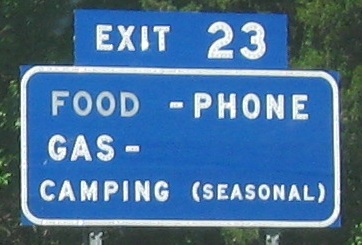 EXIT 23
FOOD - PHONE
GAS -
CAMPING (SEASONAL)